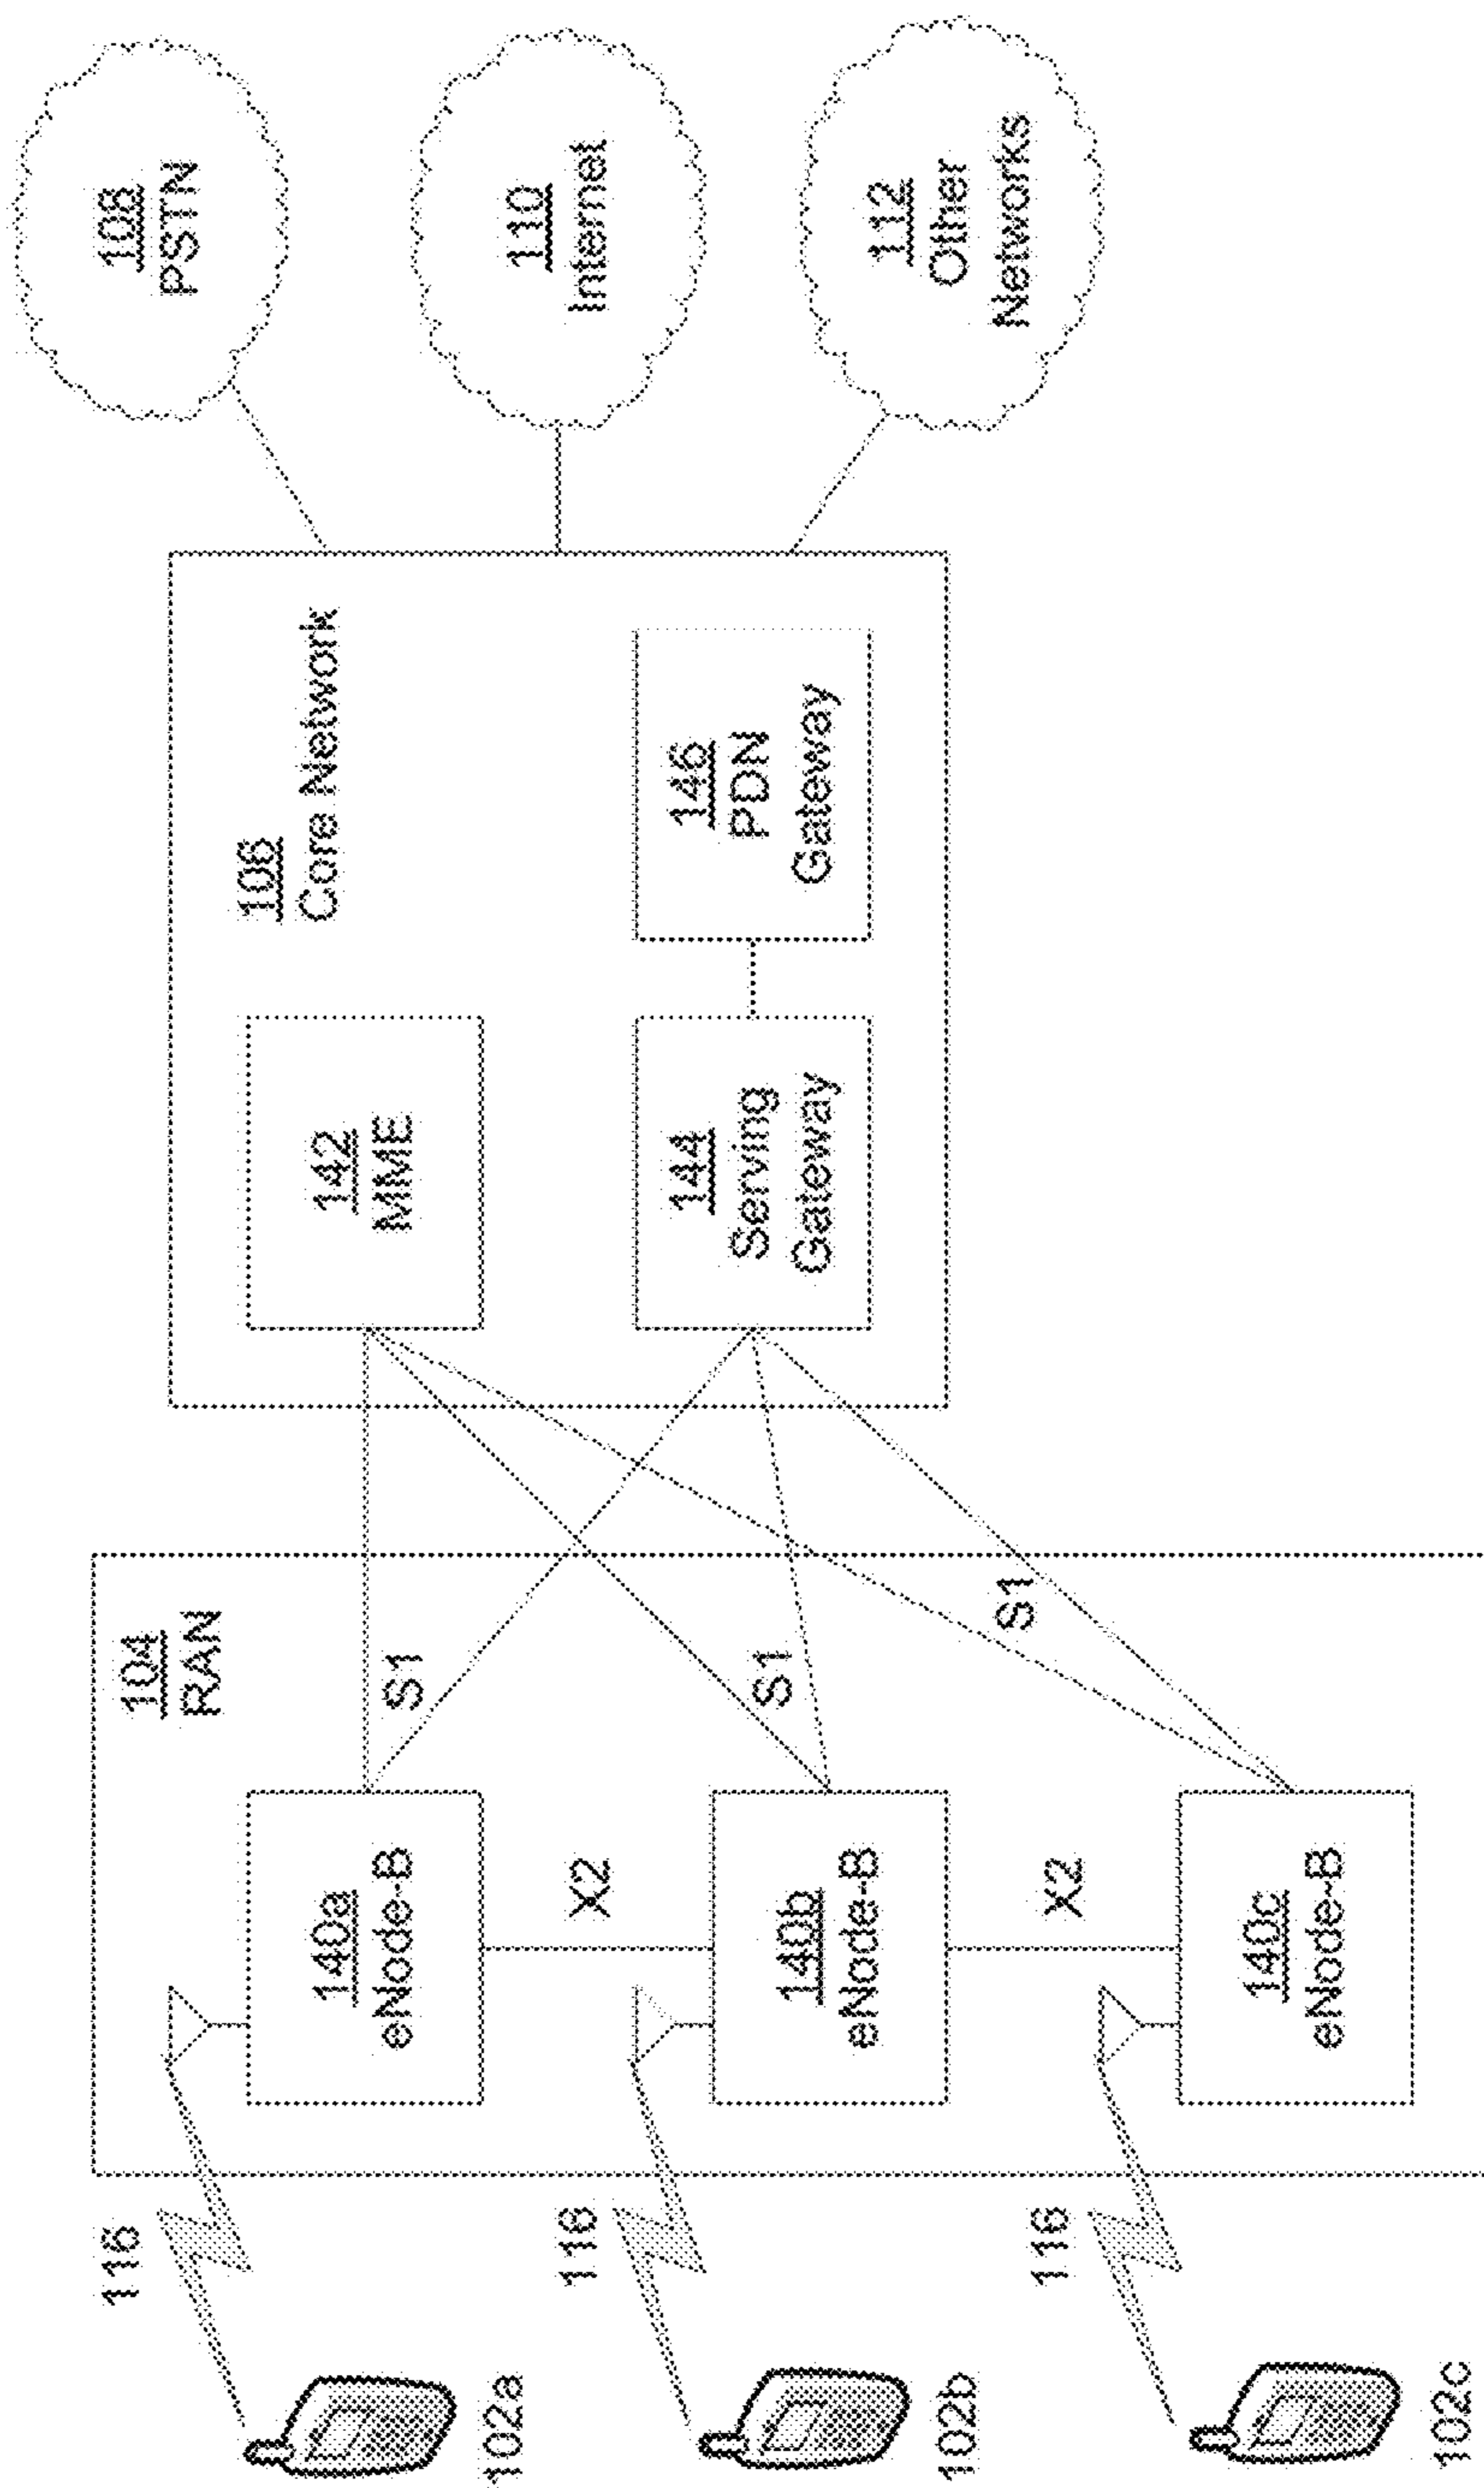 116
102a
116
102b
116
102c
104
RAN
140a
eNode-B
X2
140b
eNode-B
X2
140c
eNode-B
S1
S1
S1
106
Core Network
142
MME
144
Serving
Gateway
146
PDN
Gateway
108
PSTN
110
Internet
112
Other
Networks